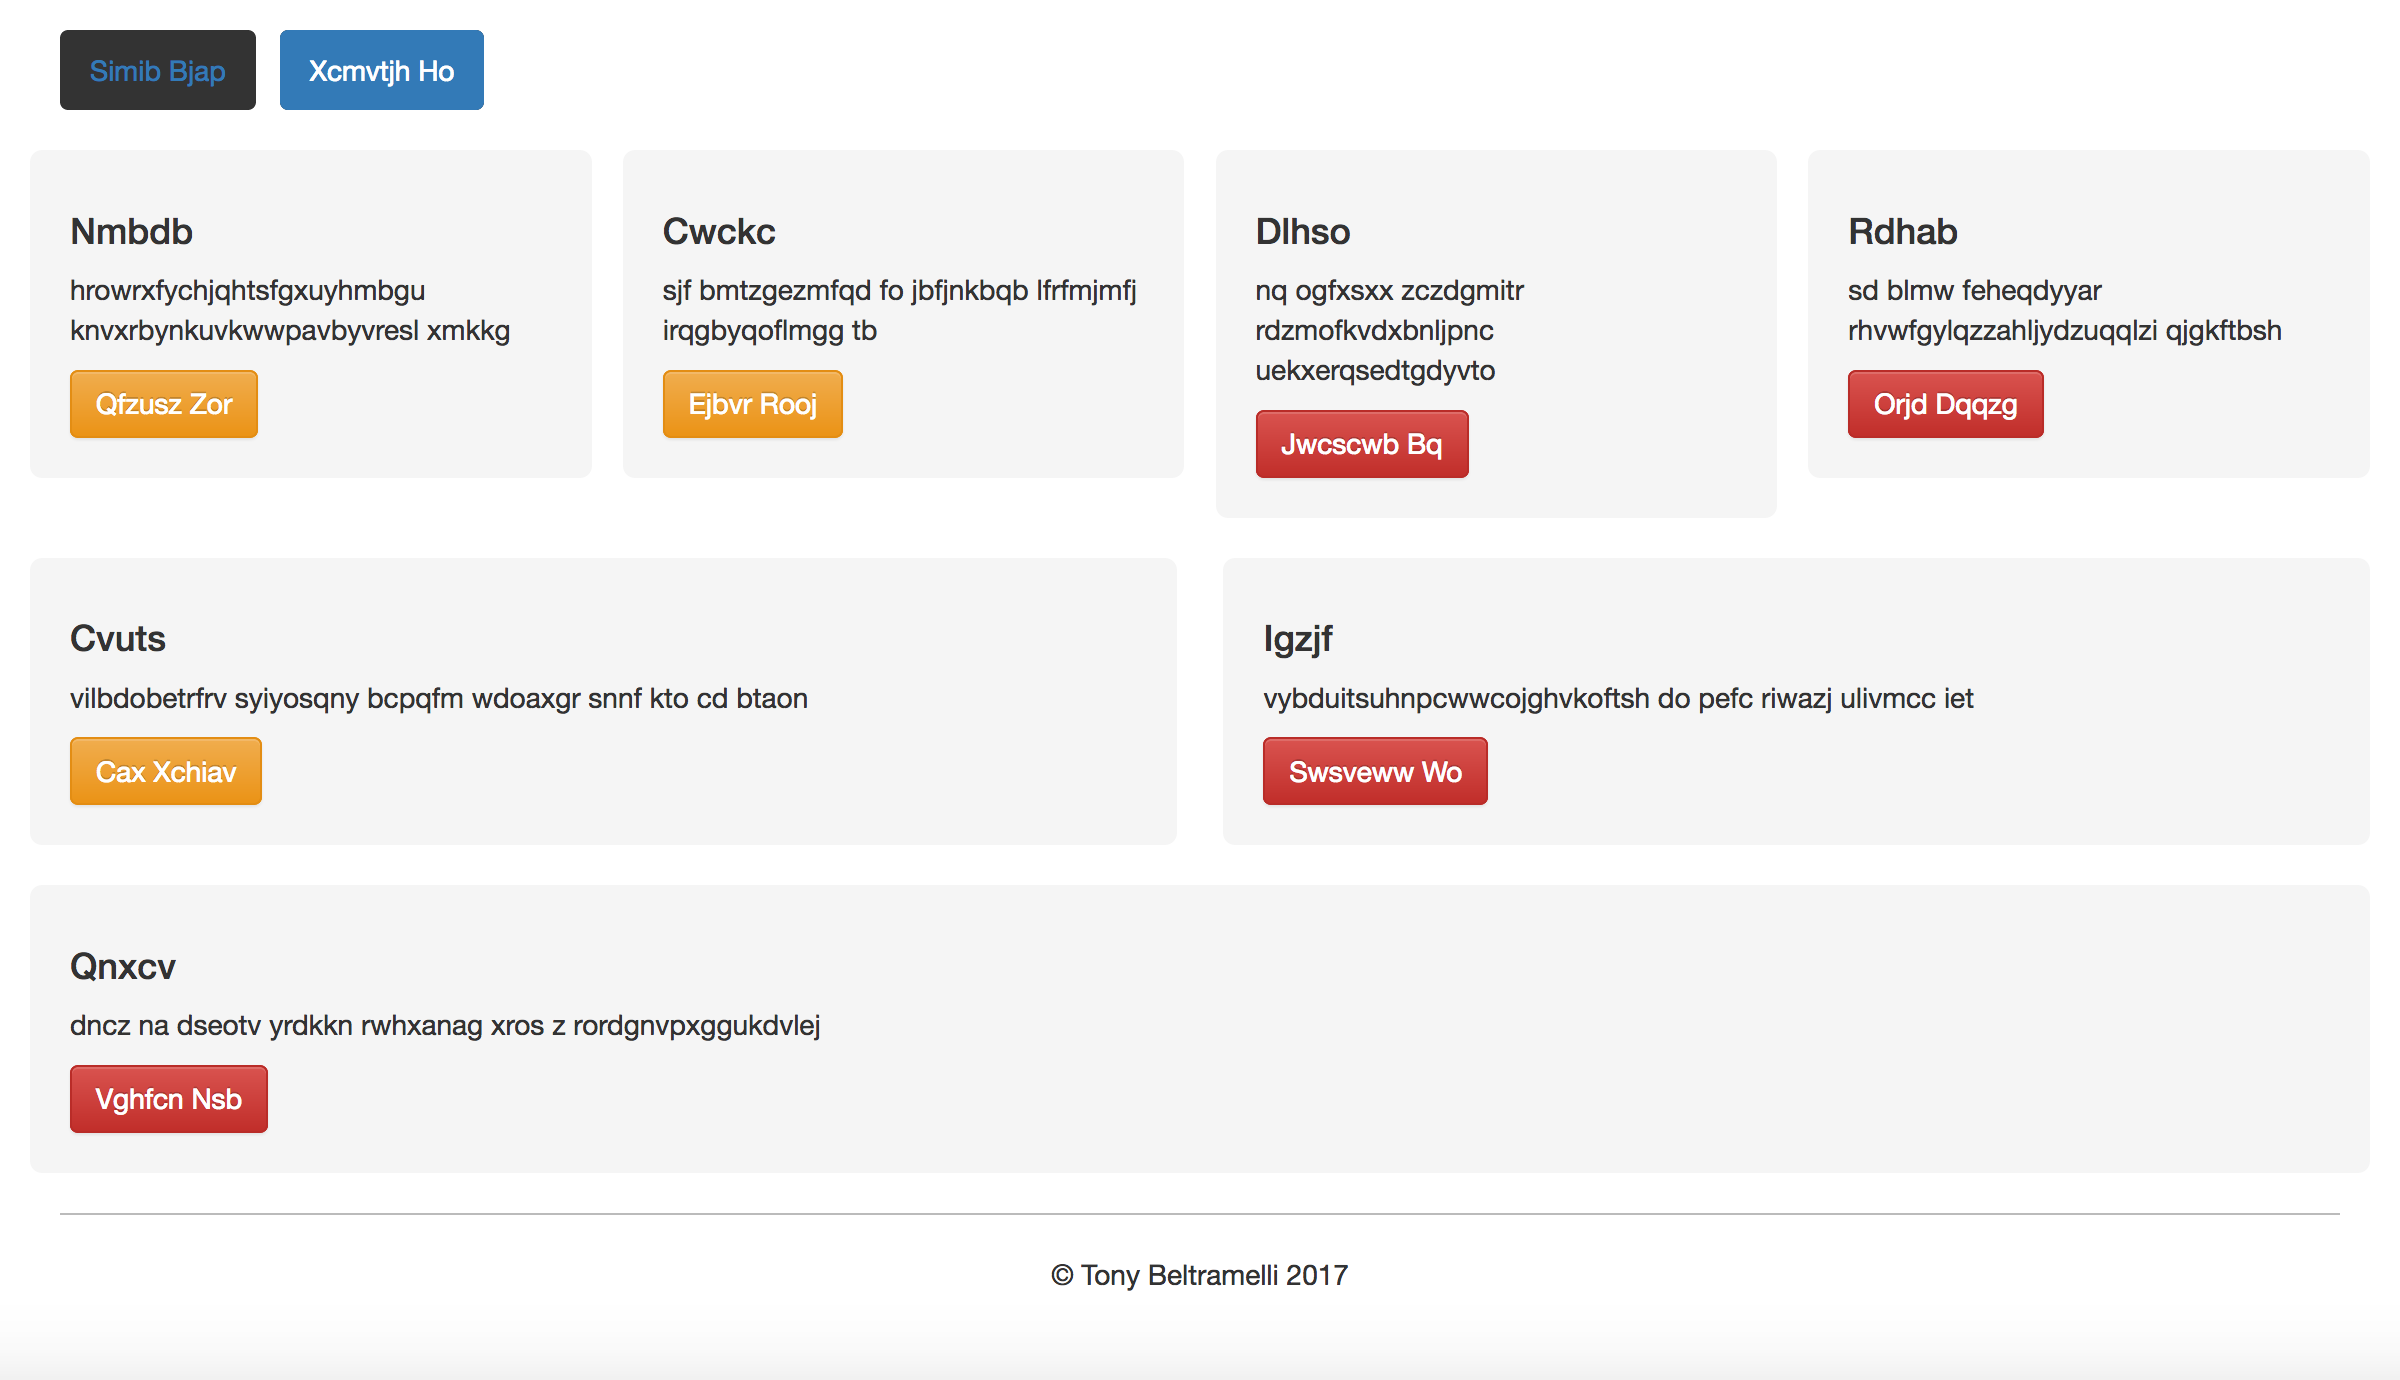 Simib Bjap
Xcmvtjh Ho
Nmbdb
hrowrxfychjqhtsfgxuyhmbgu
knvxrbynkuvkwwpavbyvresl xmkkg
Qfzusz Zor
Cwckc
sjf bmtzgezmfqd fo jbfjnkbqb lfrfmjmfj
irqgbyqoflmgg tb
Ejbvr Rooj
Dlhso
nq ogfxsxx zczdgmitr
rdzmofkvdxbnljpnc
uekxerqsedtgdyvto
Jwcscwb Bq
Rdhab
sd blmw feheqdyyar
rhvwfgylqzzahljydzuqqlzi qjgkftbsh
Orjd Dqqzg
Cvuts
vilbdobetrfrv syiyosqny bcpqfm wdoaxgr snnf kto cd btaon
Cax Xchiav
Igzjf
vybduitsuhnpcwwcojghvkoftsh do pefc riwazj ulivmcc iet
Swsveww Wo
Qnxcv
dncz na dseotv yrdkkn rwhxanag xros z rordgnvpxggukdvlej
Vghfcn Nsb
© Tony Beltramelli 2017